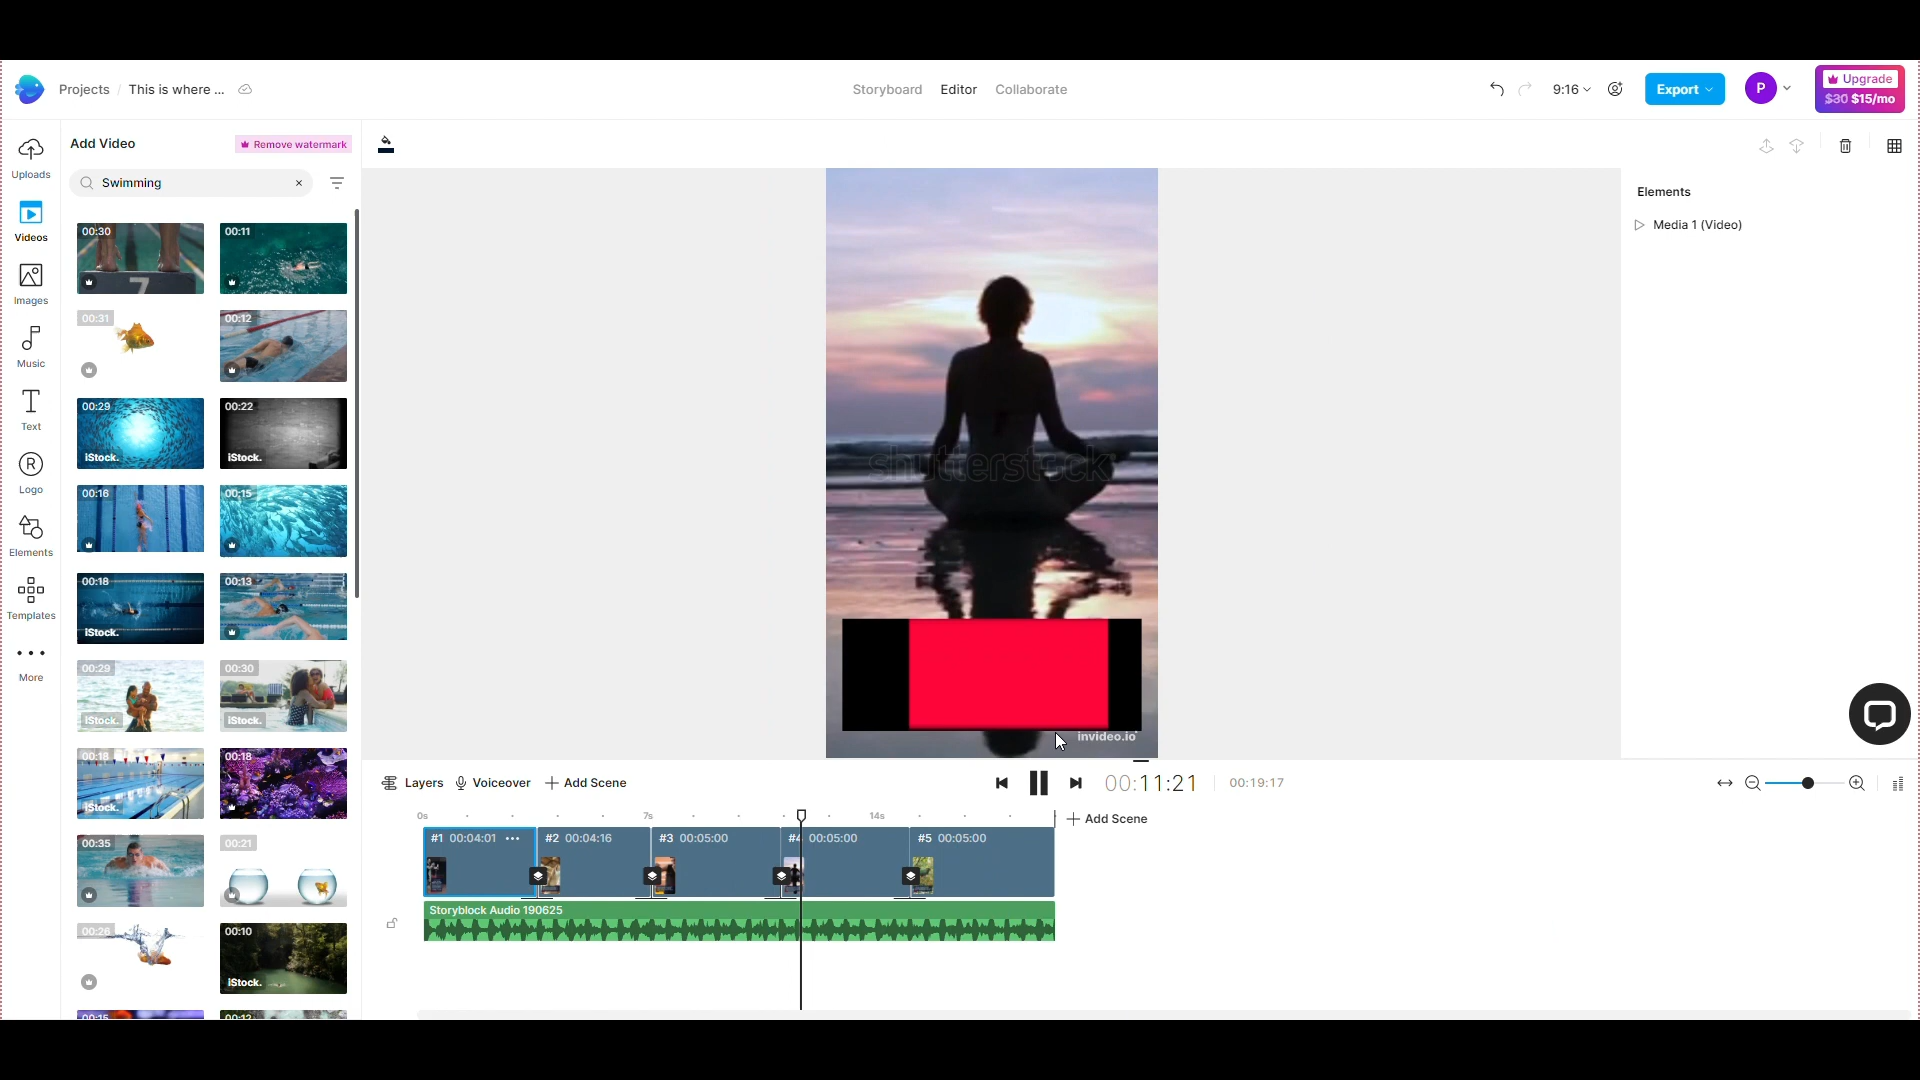 Projects / This is where ...
Storyboard Editor Collaborate
9:16
Export
P
Upgrade
$30 $15/mo
Uploads
Videos
Images
Music
Text
Logo
Elements
Templates
More
Add Video
Remove watermark
Swimming
00:30
00:11
7
00:31
00:12
00:29
iStock.
00:22
iStock.
00:16
00:15
00:18
iStock.
00:13
00:29
iStock.
00:30
iStock.
00:18
iStock.
00:18
00:35
00:21
00:26
00:10
iStock.
00:15
00:12
shutterstock
invideo.io
Elements
Media 1 (Video)
Layers Voiceover + Add Scene
00:11:21
00:19:17
0s 7s 14s
+ Add Scene
#1 00:04:01 ...
#2 00:04:16
#3 00:05:00
#4 00:05:00
#5 00:05:00
Storyblock Audio 190625